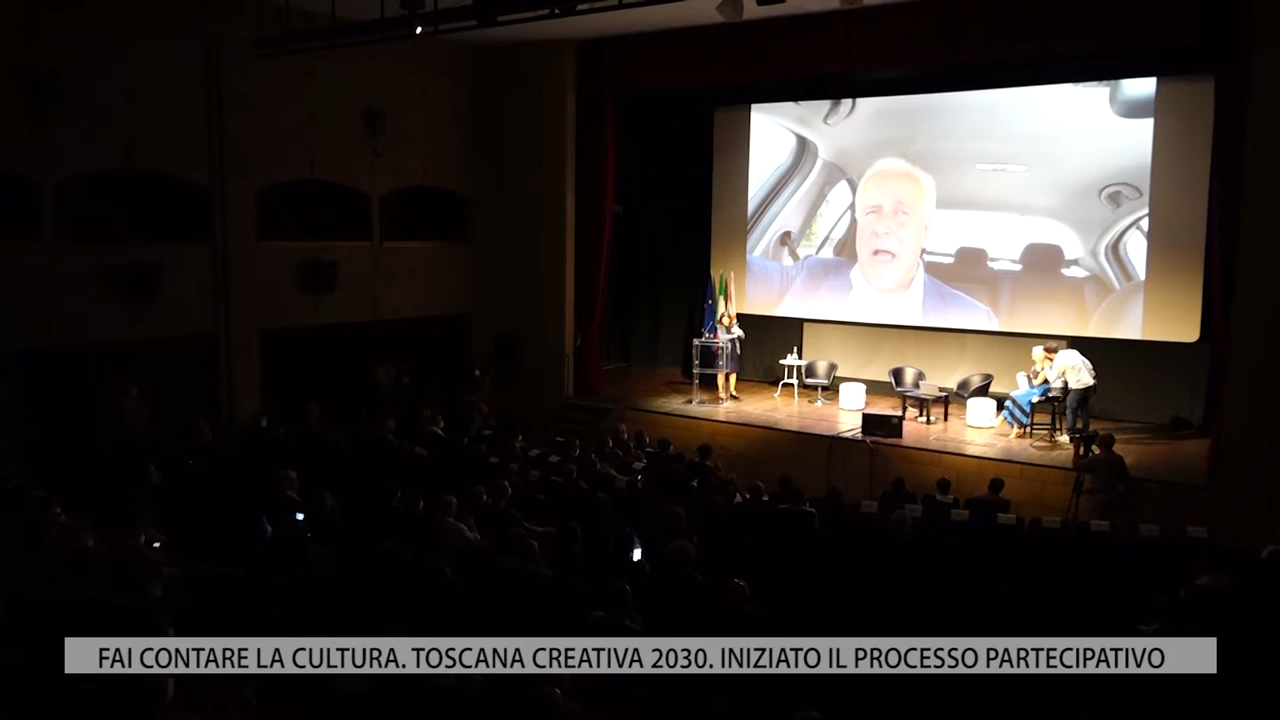 FAI CONTARE LA CULTURA. TOSCANA CREATIVA 2030. INIZIATO IL PROCESSO PARTECIPATIVO